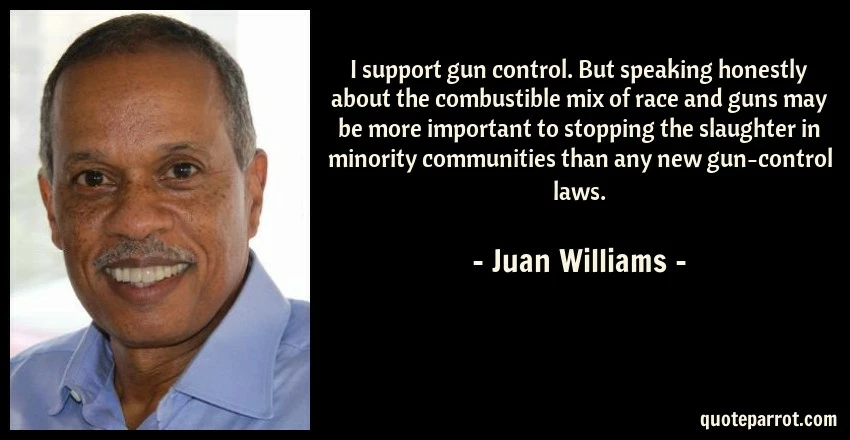 I support gun control. But speaking honestly
about the combustible mix of race and guns may
be more important to stopping the slaughter in
minority communities than any new gun-control
laws.
- Juan Williams -
quoteparrot.com